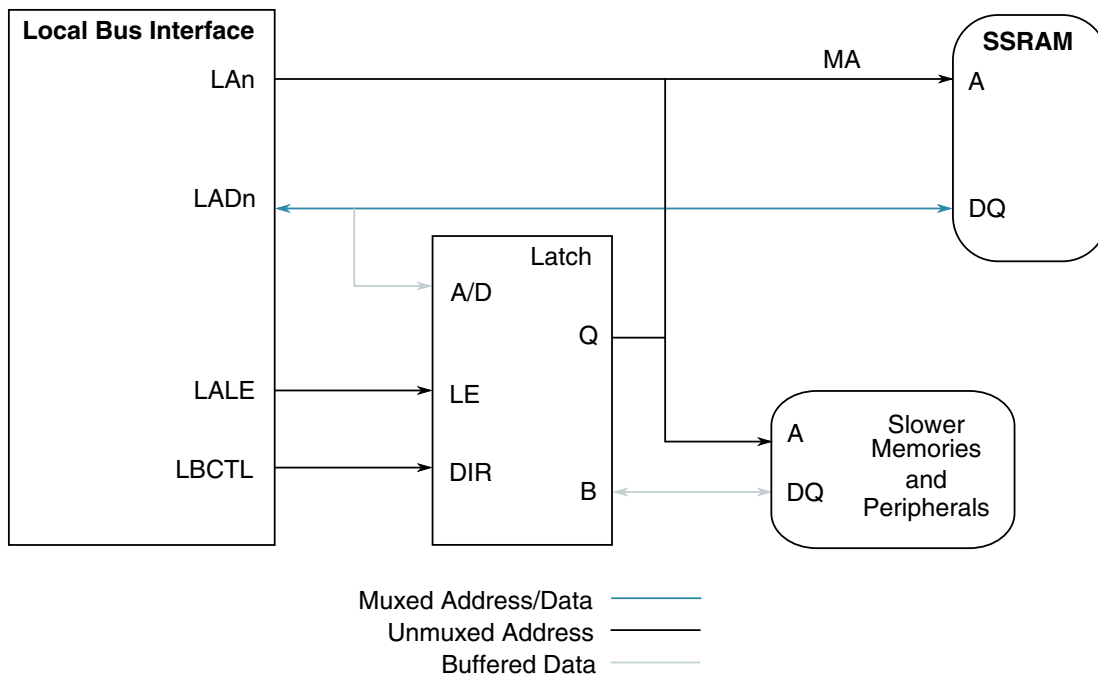 Local Bus Interface
LAn
LADn
LALE
LBCTL
MA
SSRAM
A
DQ
Latch
A/D
Q
LE
DIR
B
A
DQ
Slower
Memories
and
Peripherals
Muxed Address/Data
Unmuxed Address
Buffered Data